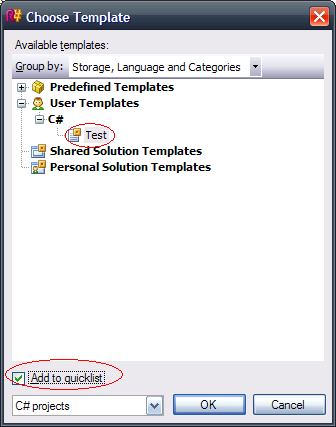 Choose Template
Available templates:
Group by: Storage, Language and Categories
Predefined Templates
User Templates
C#
Test
Shared Solution Templates
Personal Solution Templates
Add to quicklist
C# projects OK Cancel